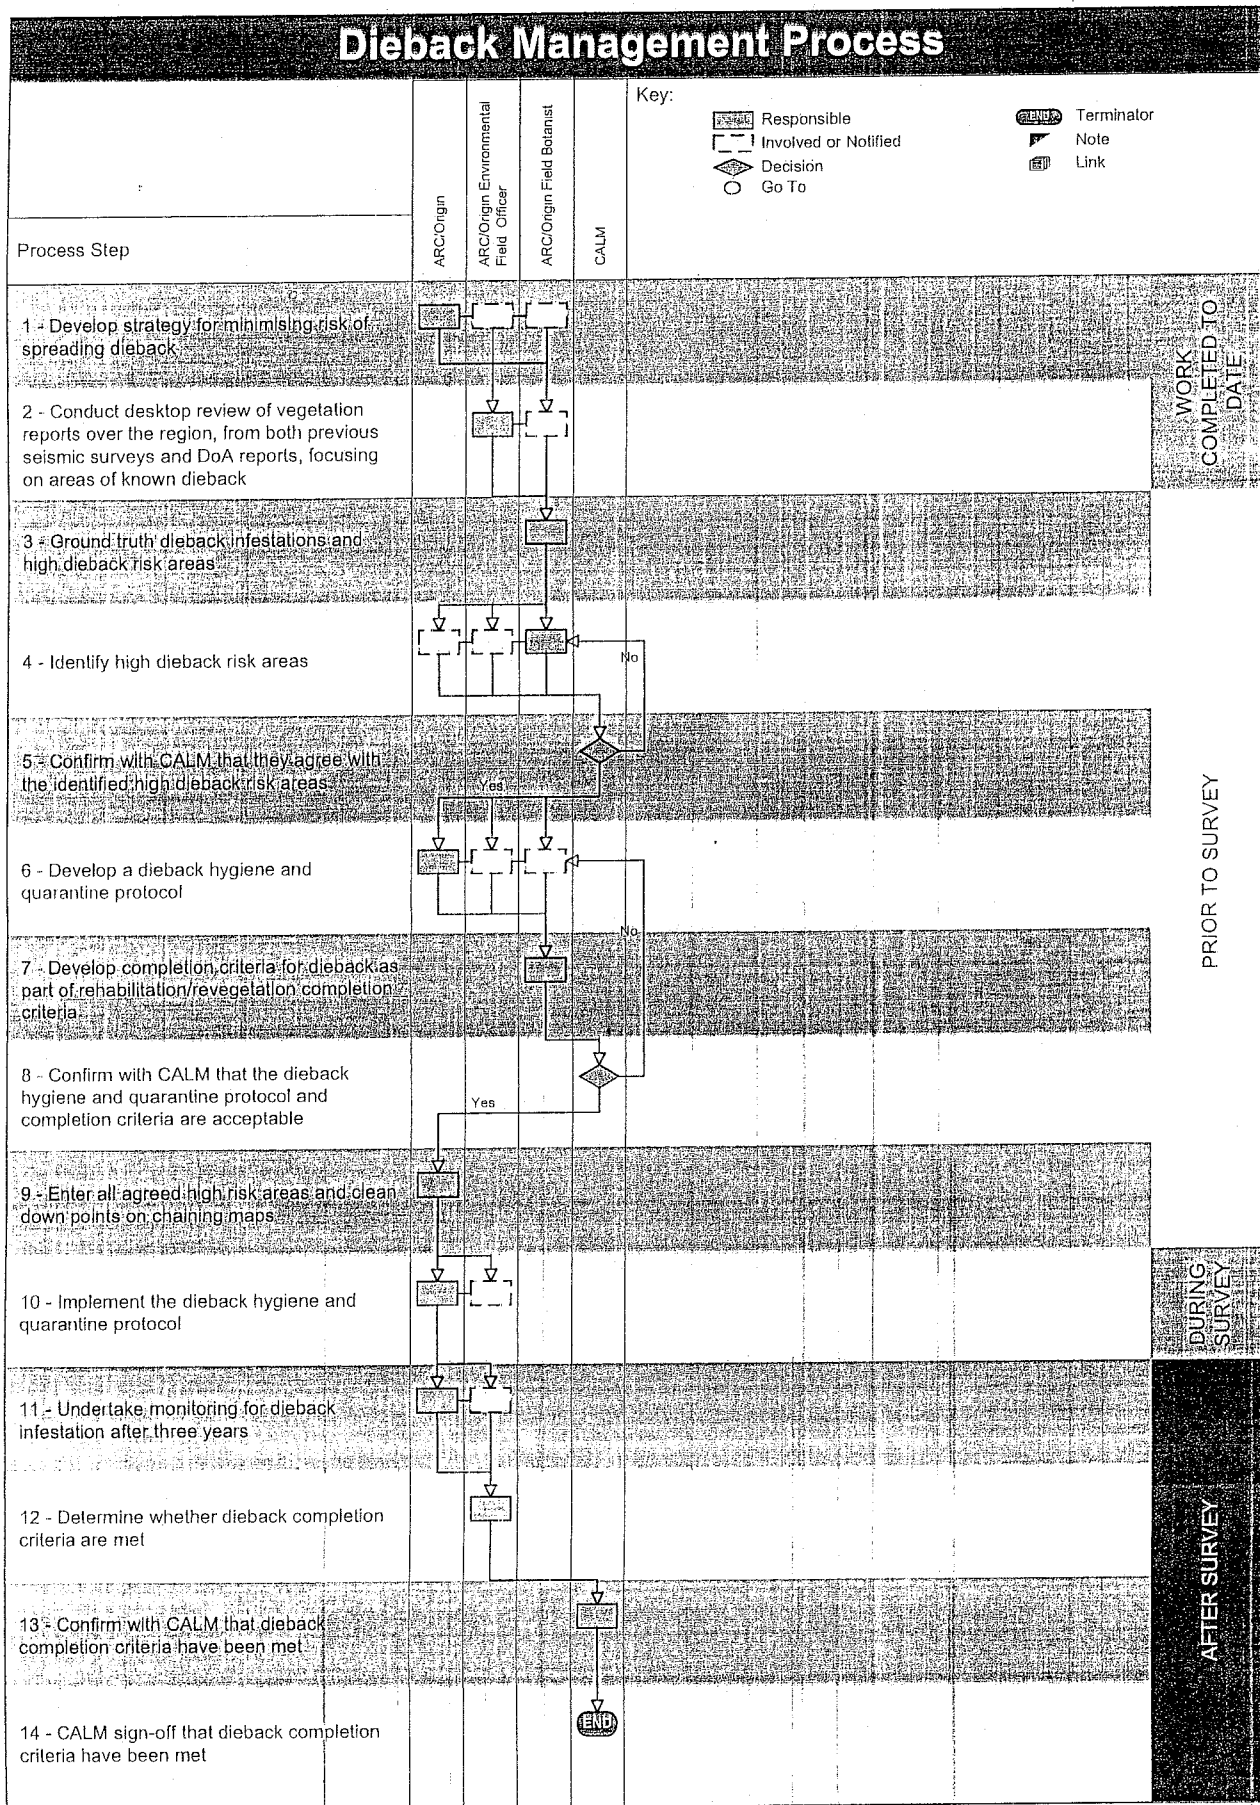 Dieback Management Process
Key:
Responsible
Involved or Notified
Decision
Go To
END Terminator
Note
Link
Process Step
ARC/Origin
ARC/Origin Environmental
Field Officer
ARC/Origin Field Botanist
CALM
1 - Develop strategy for minimising risk of
spreading dieback
2 - Conduct desktop review of vegetation
reports over the region, from both previous
seismic surveys and DoA reports, focusing
on areas of known dieback
WORK
COMPLETED TO
DATE
3 - Ground truth dieback infestations and
high dieback risk areas
4 - Identify high dieback risk areas
No
5 - Confirm with CALM that they agree with
the identified high dieback risk areas
Yes
6 - Develop a dieback hygiene and
quarantine protocol
No
7 - Develop completion criteria for dieback as
part of rehabilitation/revegetation completion
criteria
8 - Confirm with CALM that the dieback
hygiene and quarantine protocol and
completion criteria are acceptable
Yes
9 - Enter all agreed high risk areas and clean
down points on chaining maps
PRIOR TO SURVEY
10 - Implement the dieback hygiene and
quarantine protocol
DURING
SURVEY
11 - Undertake monitoring for dieback
infestation after three years
12 - Determine whether dieback completion
criteria are met
13 - Confirm with CALM that dieback
completion criteria have been met
14 - CALM sign-off that dieback completion
criteria have been met
END
AFTER SURVEY